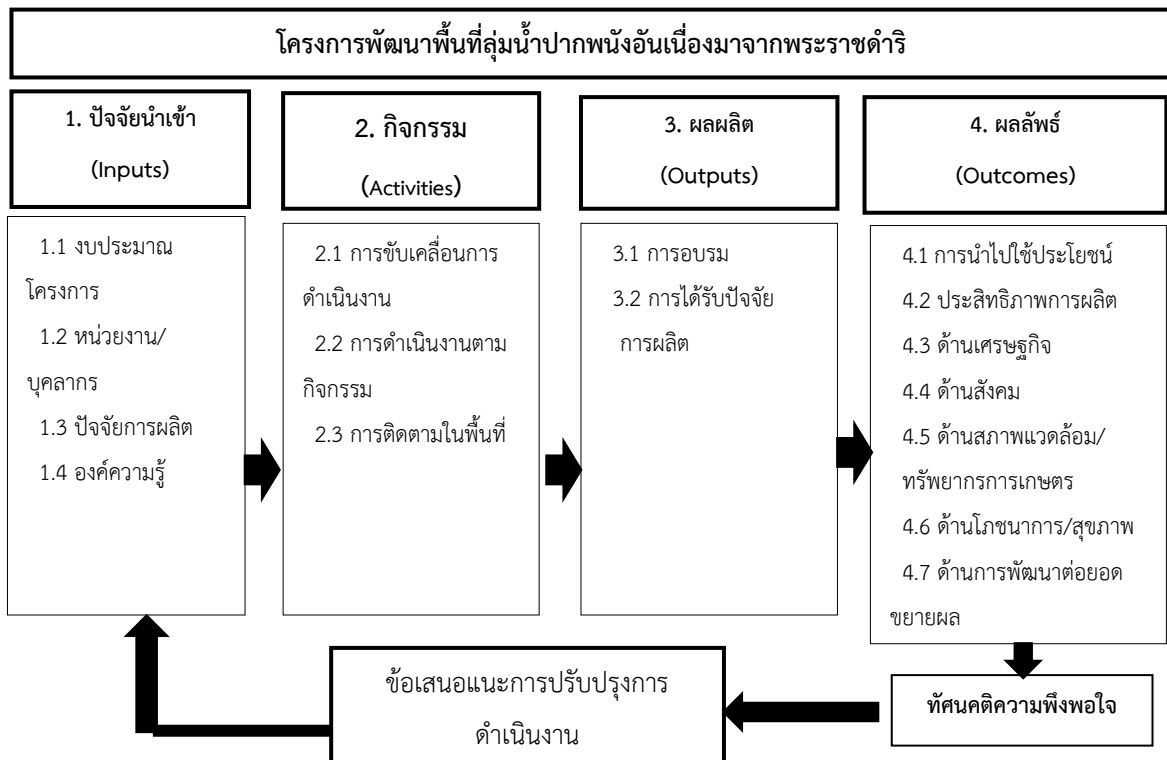 โครงการพัฒนาพื้นที่ลุ่มน้ำปากพนังอันเนื่องมาจากพระราชดำริ
1. ปัจจัยนำเข้า
(Inputs)
2. กิจกรรม
(Activities)
3. ผลผลิต
(Outputs)
4. ผลลัพธ์
(Outcomes)
1.1 งบประมาณ
โครงการ
1.2 หน่วยงาน/
บุคลากร
1.3 ปัจจัยการผลิต
1.4 องค์ความรู้
2.1 การขับเคลื่อนการ
ดำเนินงาน
2.2 การดำเนินงานตาม
กิจกรรม
2.3 การติดตามในพื้นที่
3.1 การอบรม
3.2 การได้รับปัจจัย
การผลิต
4.1 การนำไปใช้ประโยชน์
4.2 ประสิทธิภาพการผลิต
4.3 ด้านเศรษฐกิจ
4.4 ด้านสังคม
4.5 ด้านสภาพแวดล้อม/
ทรัพยากรการเกษตร
4.6 ด้านโภชนาการ/สุขภาพ
4.7 ด้านการพัฒนาต่อยอด
ขยายผล
ทัศนคติความพึงพอใจ
ข้อเสนอแนะการปรับปรุงการ
ดำเนินงาน